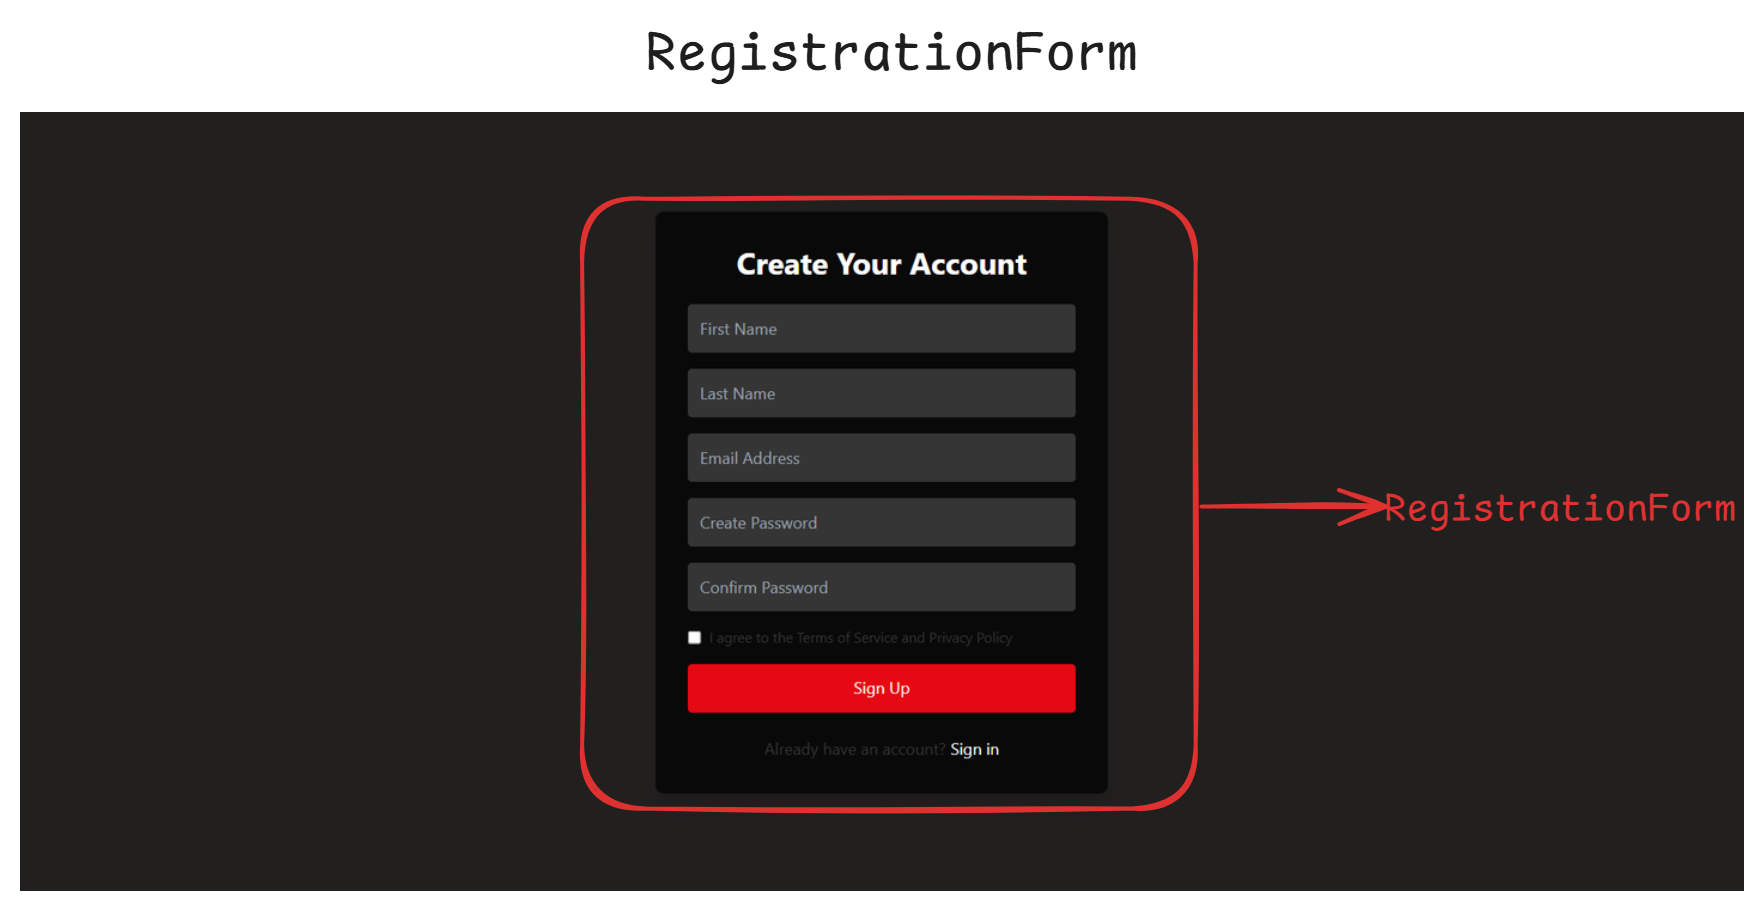 RegistrationForm
Create Your Account
First Name
Last Name
Email Address
Create Password
RegistrationForm
Confirm Password
I agree to the Terms of Service and Privacy Policy
Sign Up
Already have an account? Sign in